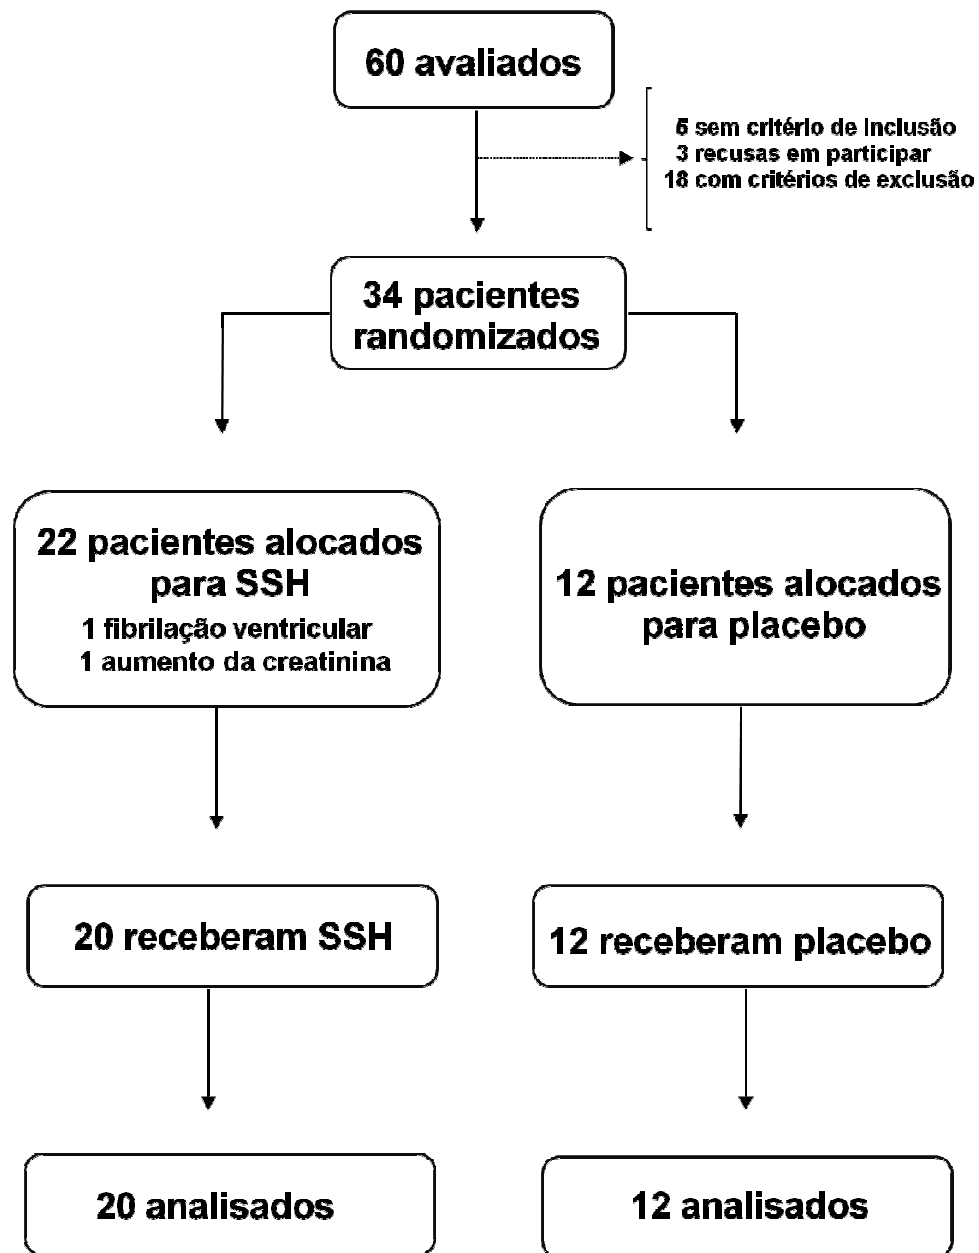 60 avaliados
5 sem critério de inclusão
3 recusas em participar
18 com critérios de exclusão
34 pacientes
randomizados
22 pacientes alocados
para SSH
1 fibrilação ventricular
1 aumento da creatinina
12 pacientes alocados
para placebo
20 receberam SSH
12 receberam placebo
20 analisados
12 analisados